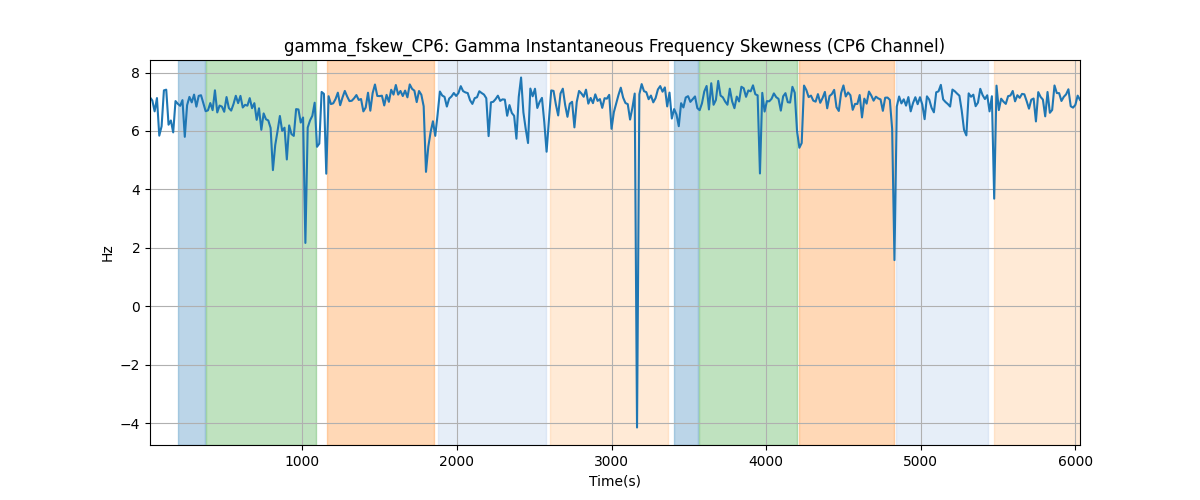 gamma_fskew_CP6: Gamma Instantaneous Frequency Skewness (CP6 Channel)
8
6
4
2
0
−2
−4
Hz
1000 2000 3000 4000 5000 6000
Time(s)